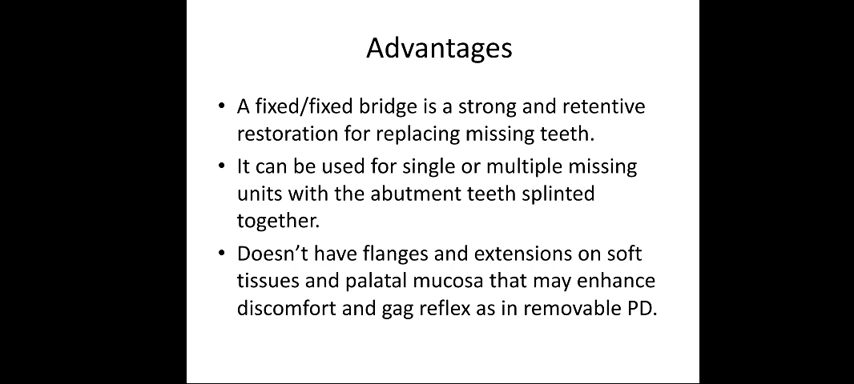 Advantages
• A fixed/fixed bridge is a strong and retentive
restoration for replacing missing teeth.
• It can be used for single or multiple missing
units with the abutment teeth splinted
together.
• Doesn’t have flanges and extensions on soft
tissues and palatal mucosa that may enhance
discomfort and gag reflex as in removable PD.